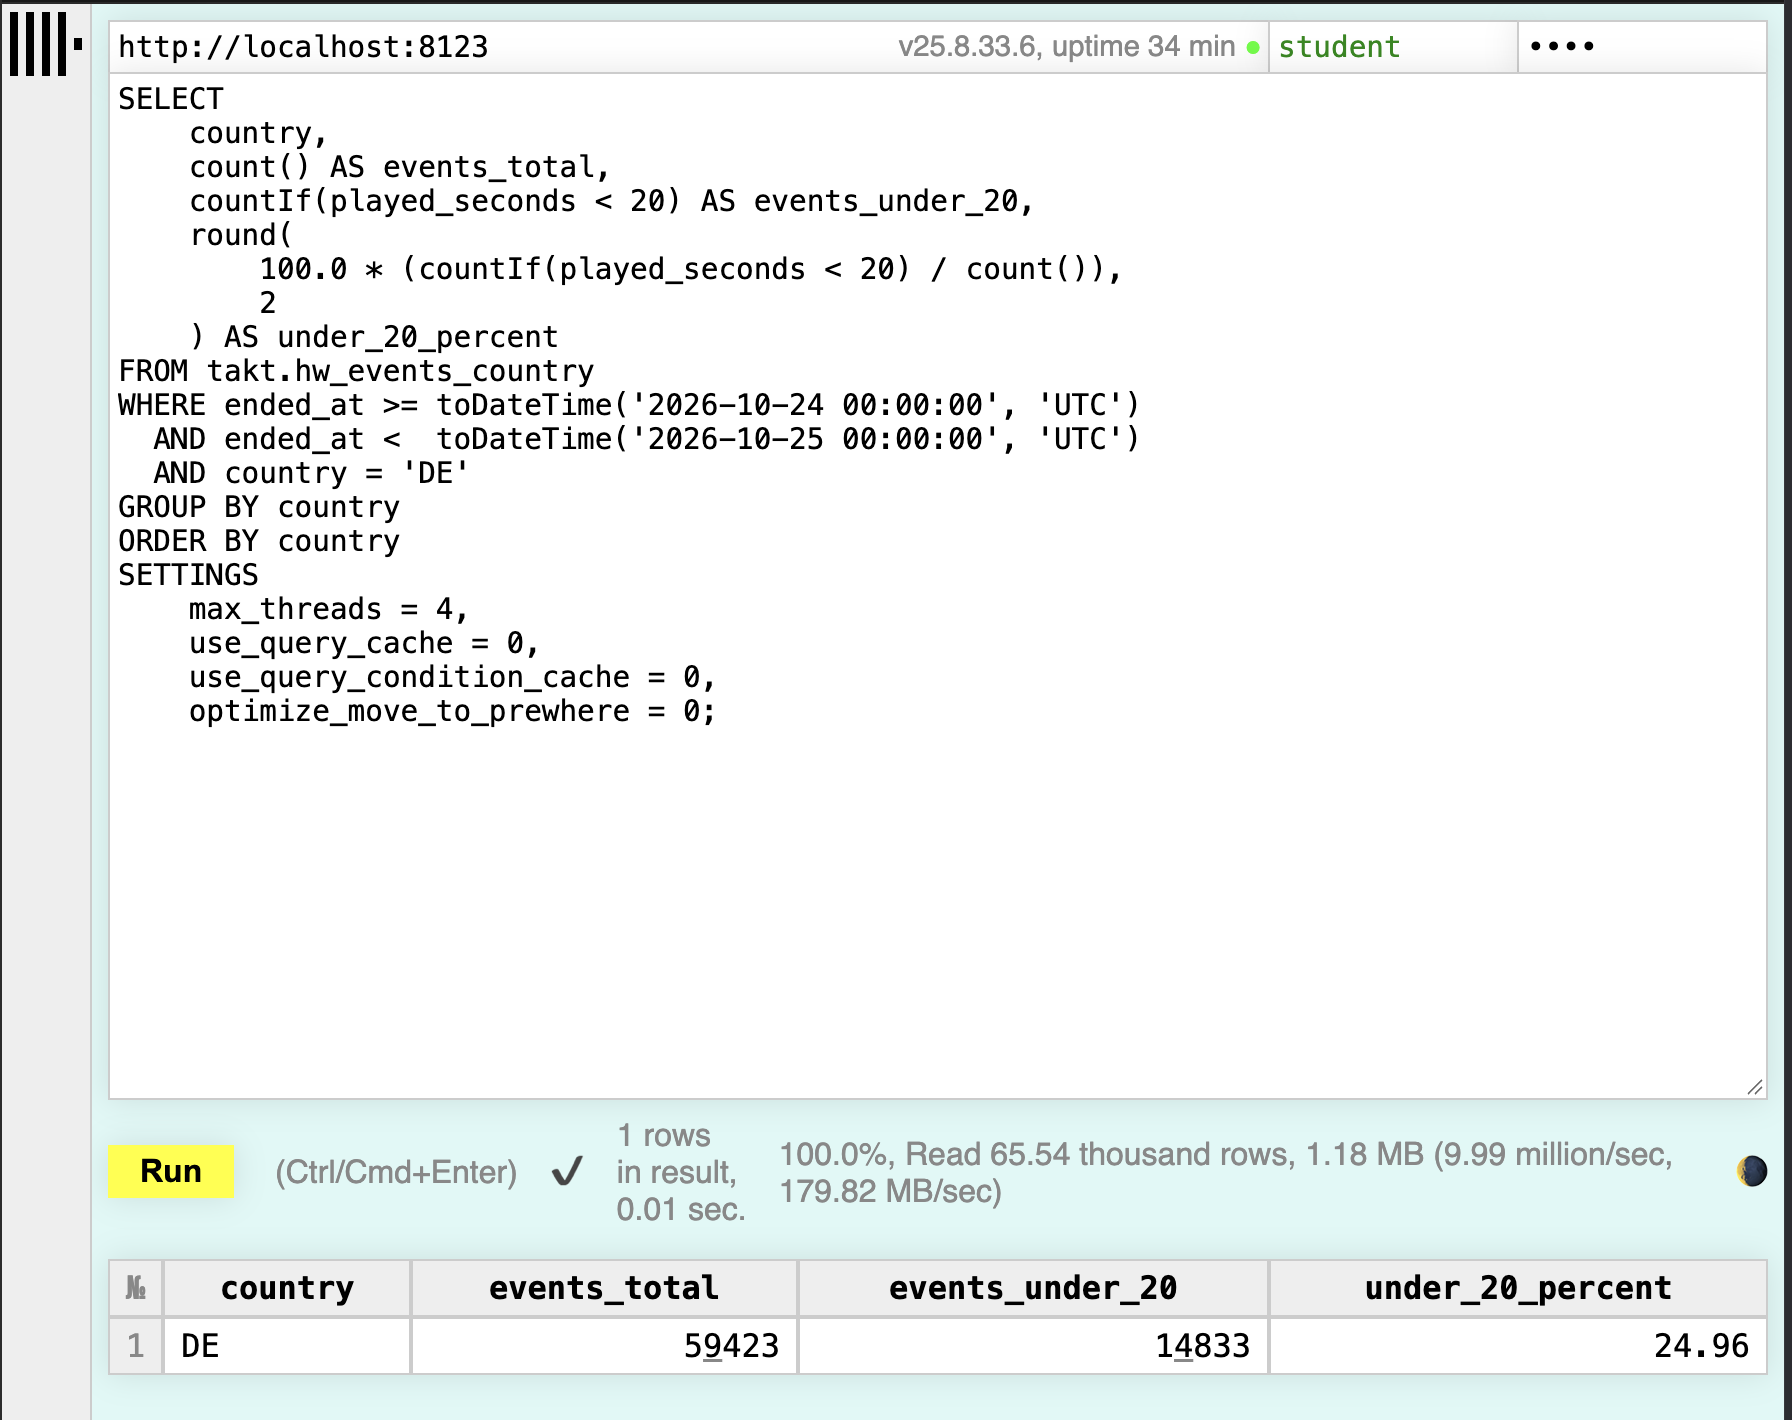 http://localhost:8123 v25.8.33.6, uptime 34 min student ••••
SELECT
    country,
    count() AS events_total,
    countIf(played_seconds < 20) AS events_under_20,
    round(
        100.0 * (countIf(played_seconds < 20) / count()),
        2
    ) AS under_20_percent
FROM takt.hw_events_country
WHERE ended_at >= toDateTime('2026-10-24 00:00:00', 'UTC')
  AND ended_at <  toDateTime('2026-10-25 00:00:00', 'UTC')
  AND country = 'DE'
GROUP BY country
ORDER BY country
SETTINGS
    max_threads = 4,
    use_query_cache = 0,
    use_query_condition_cache = 0,
    optimize_move_to_prewhere = 0;
Run (Ctrl/Cmd+Enter) ✔
1 rows
in result,
0.01 sec.
100.0%, Read 65.54 thousand rows, 1.18 MB (9.99 million/sec,
179.82 MB/sec)
№ country events_total events_under_20 under_20_percent
1 DE 59423 14833 24.96